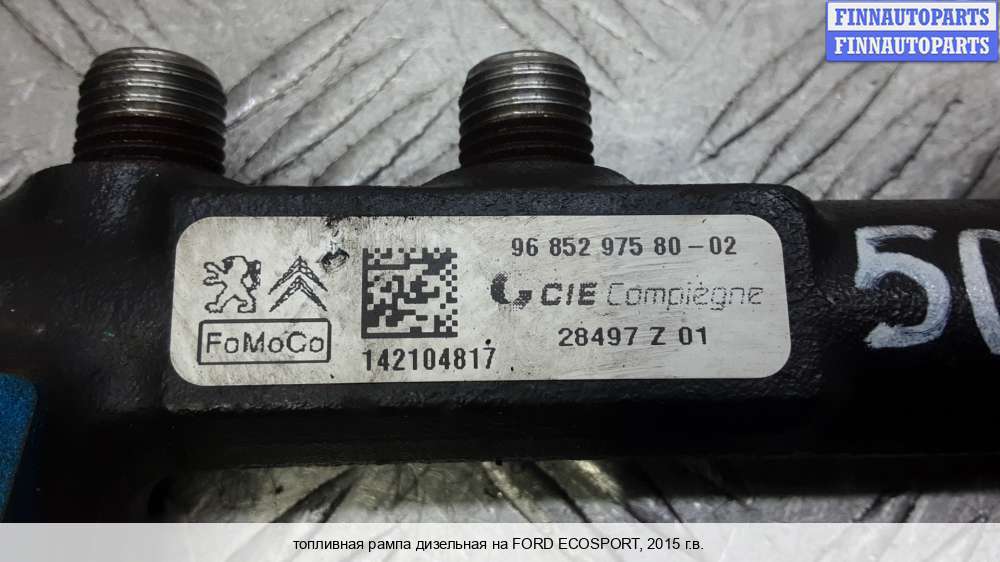 FINNAUTOPARTS
FINNAUTOPARTS
96 852 975 80-02
CIE Compiègne
FoMoCo
142104817
28497 Z 01
топливная рампа дизельная на FORD ECOSPORT, 2015 г.в.